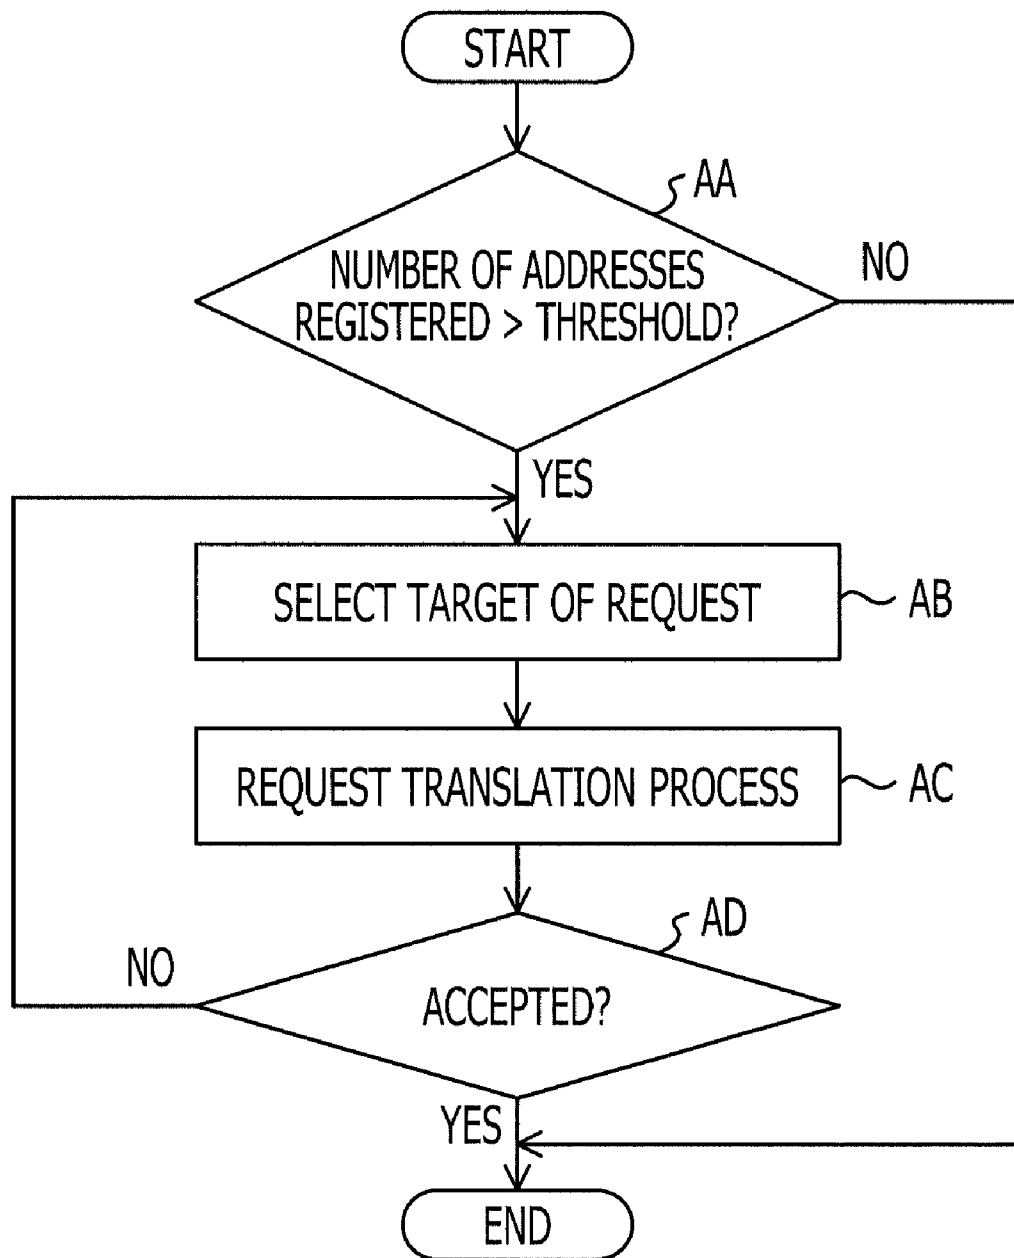 START
AA
NO
NUMBER OF ADDRESSES
REGISTERED > THRESHOLD?
YES
SELECT TARGET OF REQUEST
AB
REQUEST TRANSLATION PROCESS
AC
AD
NO
ACCEPTED?
YES
END